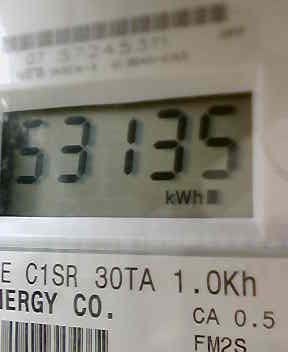 53135
kWh
E C1SR 30TA 1.0Kh
NERGY CO.
CA 0.5
FM2S